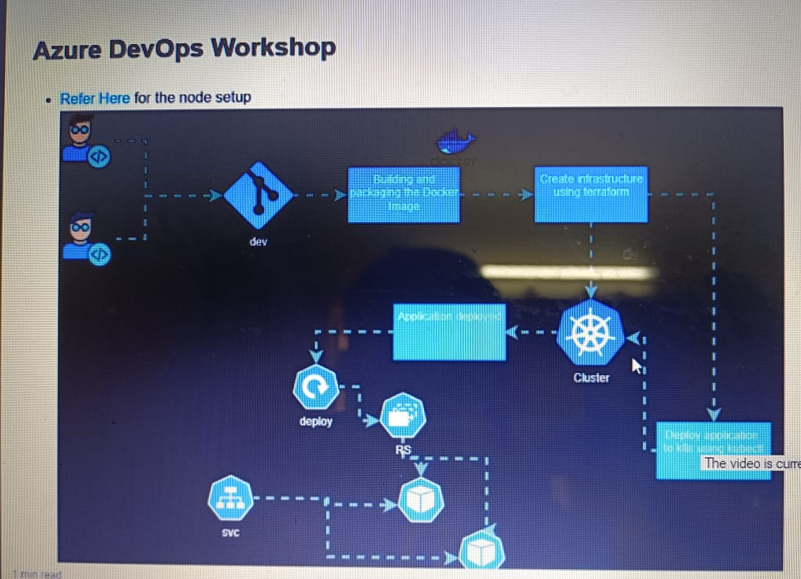 Azure DevOps Workshop
Refer Here for the node setup
docker
Building and
packaging the Docker
Image
Create infrastructure
using terraform
dev
Application deployed
Cluster
deploy
RS
Deploy application
to k8s using kubectl
The video is curre
svc
1 min read